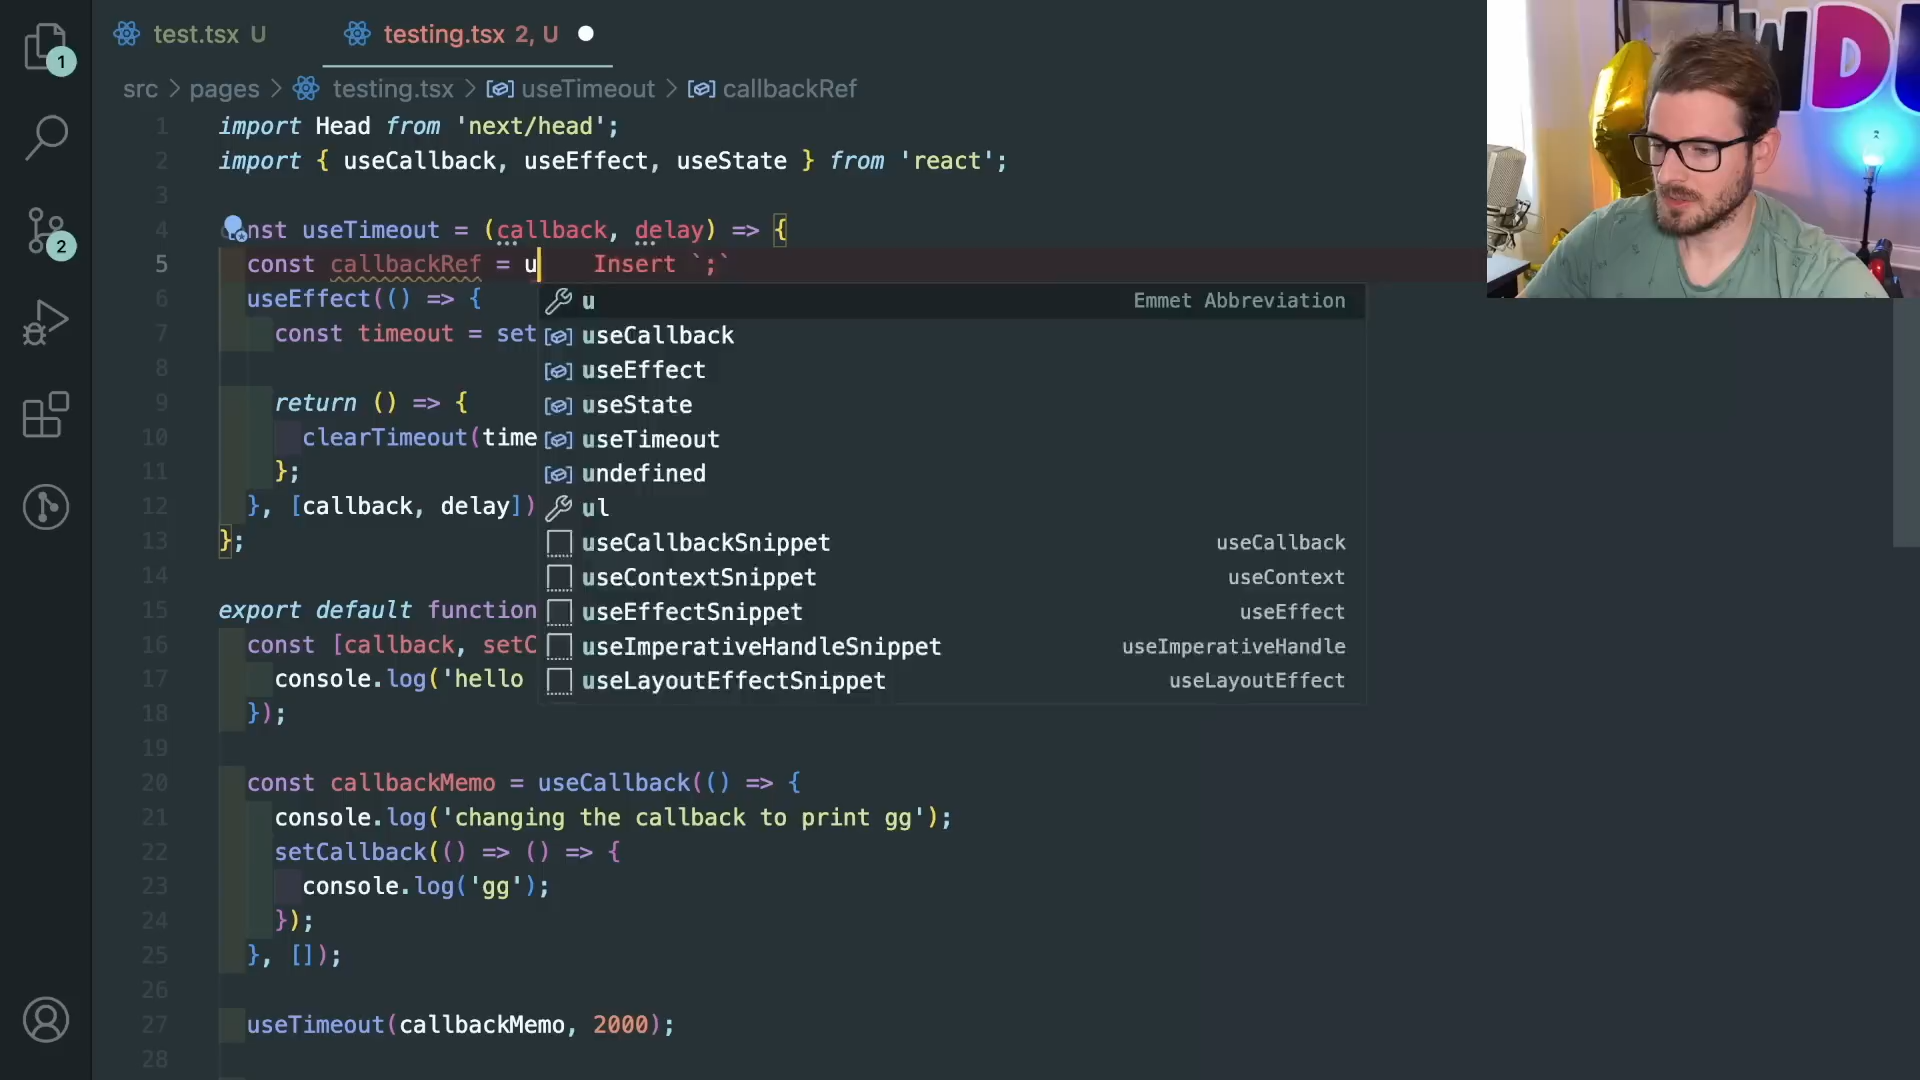 test.tsx U
testing.tsx 2, U
src > pages > testing.tsx > useTimeout > callbackRef
1 import Head from 'next/head';
2 import { useCallback, useEffect, useState } from 'react';
3
4 nst useTimeout = (callback, delay) => {
5 const callbackRef = u Insert `;`
6 useEffect(() => {
7 const timeout = set
8
9 return () => {
10 clearTimeout(time
11 };
12 }, [callback, delay])
13 };
14
15 export default function
16 const [callback, setC
17 console.log('hello
18 });
19
20 const callbackMemo = useCallback(() => {
21 console.log('changing the callback to print gg');
22 setCallback(() => () => {
23 console.log('gg');
24 });
25 }, []);
26
27 useTimeout(callbackMemo, 2000);
28
u Emmet Abbreviation
useCallback
useEffect
useState
useTimeout
undefined
ul
useCallbackSnippet useCallback
useContextSnippet useContext
useEffectSnippet useEffect
useImperativeHandleSnippet useImperativeHandle
useLayoutEffectSnippet useLayoutEffect
1
2